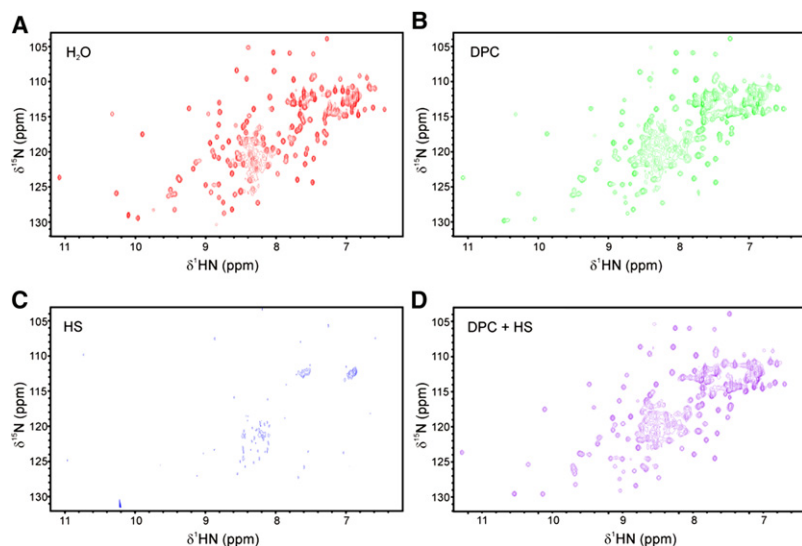 A
H₂O
105
110
115
120
125
130
δ¹⁵N (ppm)
11 10 9 8 7
δ¹HN (ppm)
B
DPC
105
110
115
120
125
130
δ¹⁵N (ppm)
11 10 9 8 7
δ¹HN (ppm)
C
HS
105
110
115
120
125
130
δ¹⁵N (ppm)
11 10 9 8 7
δ¹HN (ppm)
D
DPC + HS
105
110
115
120
125
130
δ¹⁵N (ppm)
11 10 9 8 7
δ¹HN (ppm)